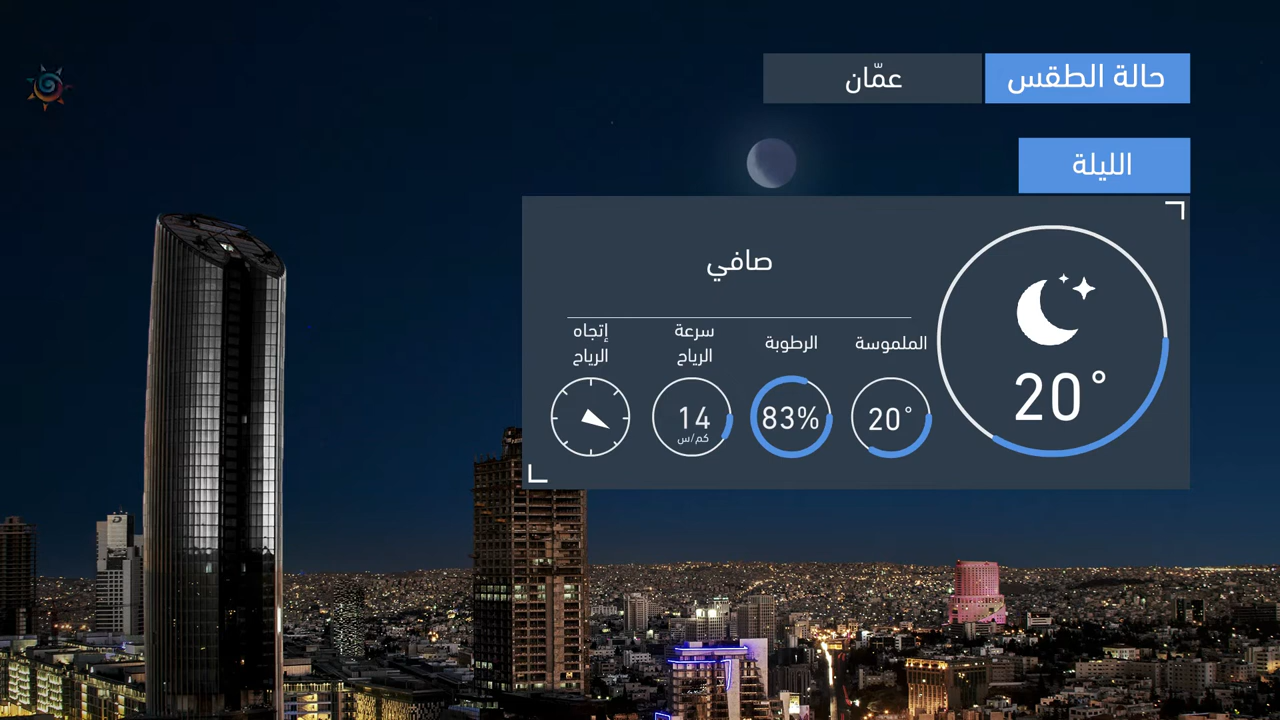 حالة الطقس
عمّان
الليلة
صافي
20°
الملموسة
20°
الرطوبة
83%
سرعة
الرياح
14
كم/س
إتجاه
الرياح